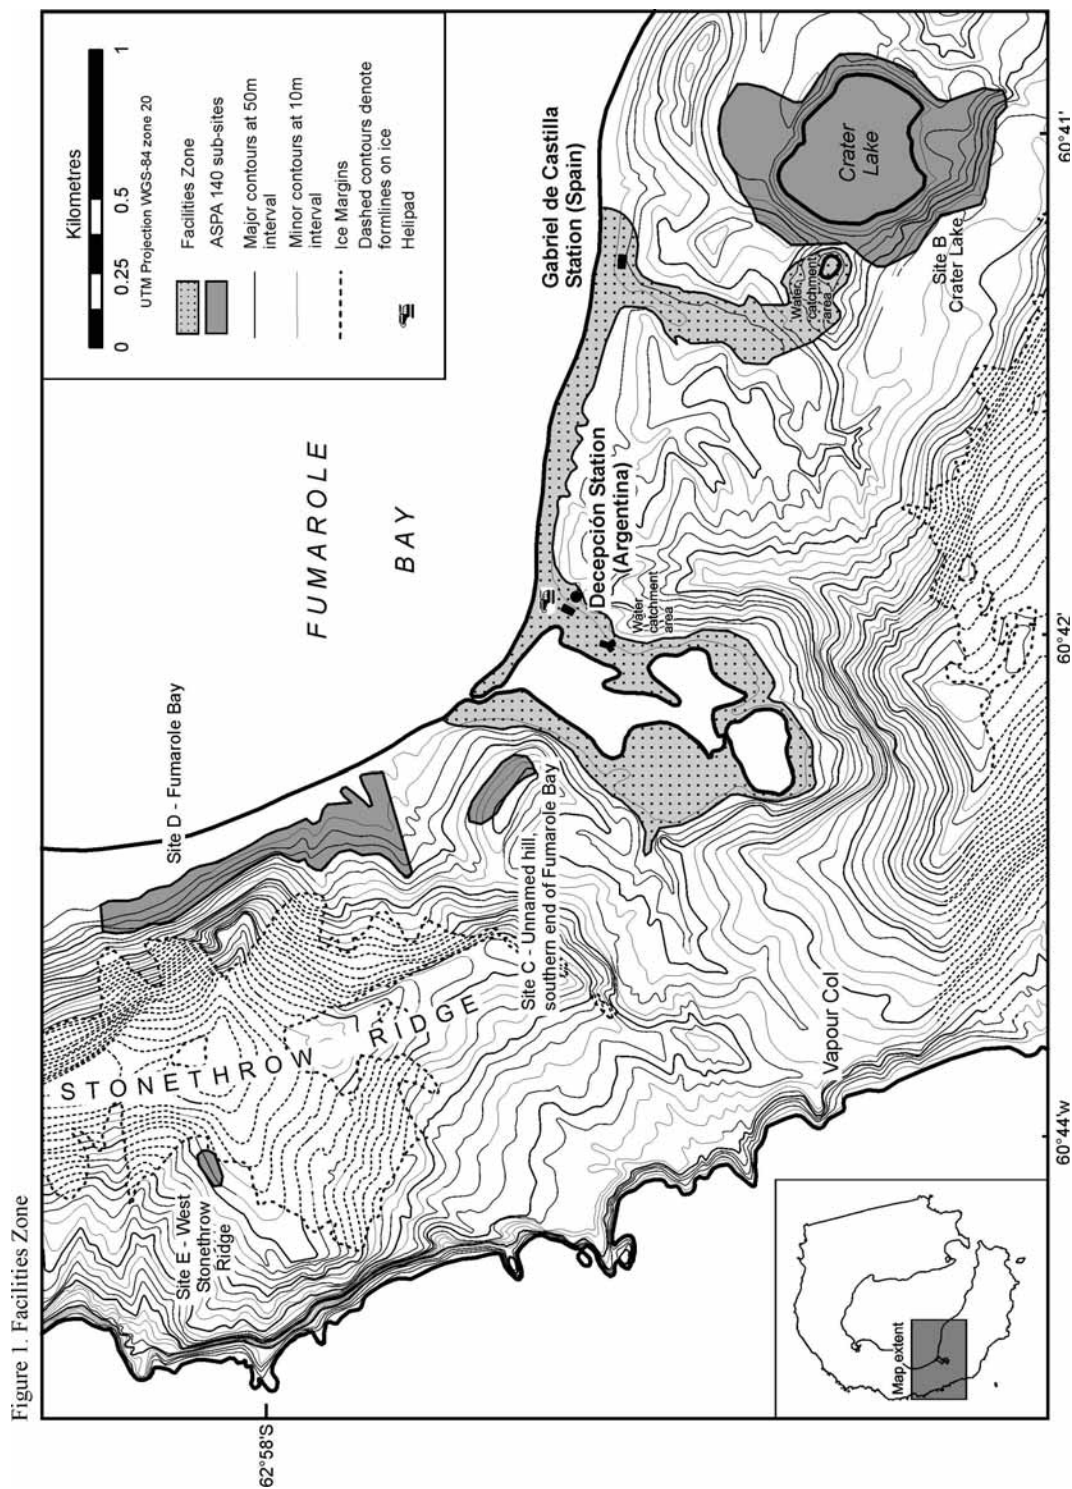 Figure 1. Facilities Zone
62°58'S
60°44'W
60°42'
60°41'
STONETHROW RIDGE
Site E - West
Stonethrow
Ridge
Site D - Fumarole Bay
Site C - Unnamed hill,
southern end of Fumarole Bay
Vapour Col
FUMAROLE
BAY
Decepción Station
(Argentina)
Water
catchment
area
Gabriel de Castilla
Station (Spain)
Water
catchment
area
Site B
Crater Lake
Crater
Lake
Map extent
Kilometres
0 0.25 0.5 1
UTM Projection WGS-84 zone 20
Facilities Zone
ASPA 140 sub-sites
Major contours at 50m
interval
Minor contours at 10m
interval
Ice Margins
Dashed contours denote
formlines on ice
Helipad